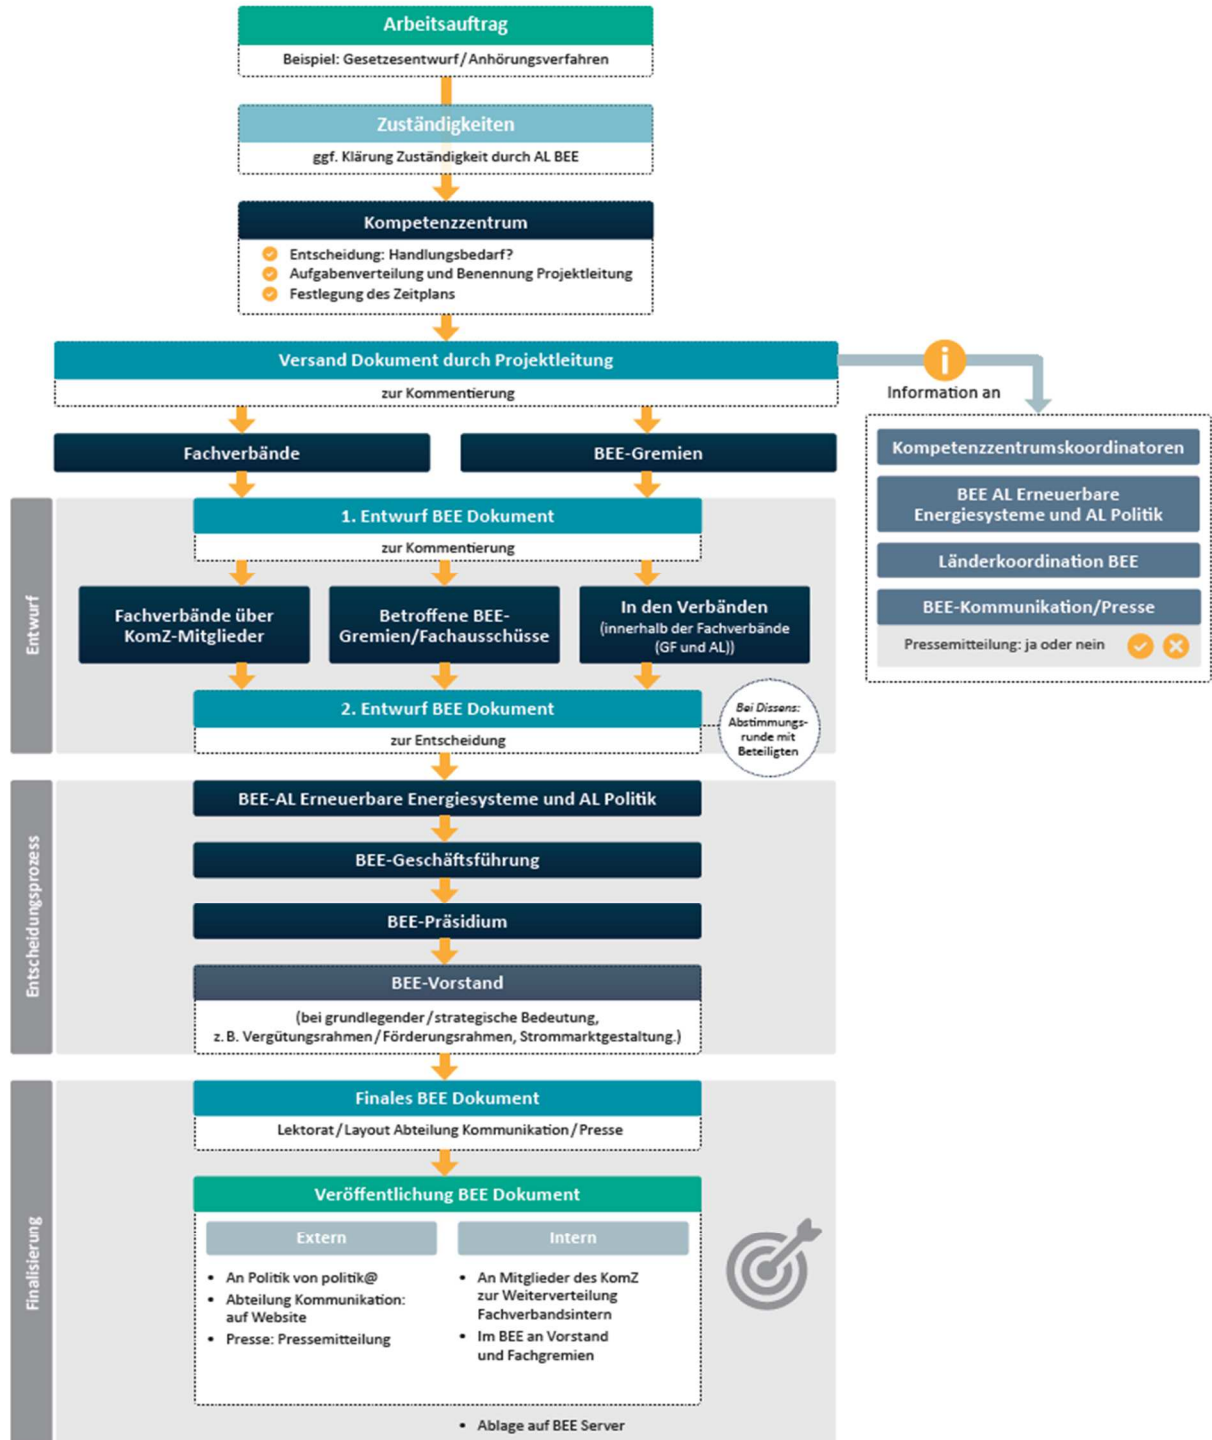 Arbeitsauftrag
Beispiel: Gesetzesentwurf/Anhörungsverfahren
Zuständigkeiten
ggf. Klärung Zuständigkeit durch AL BEE
Kompetenzzentrum
Entscheidung: Handlungsbedarf?
Aufgabenverteilung und Benennung Projektleitung
Festlegung des Zeitplans
Versand Dokument durch Projektleitung
zur Kommentierung
i
Information an
Fachverbände
BEE-Gremien
Kompetenzzentrumskoordinatoren
BEE AL Erneuerbare
Energiesysteme und AL Politik
Länderkoordination BEE
BEE-Kommunikation/Presse
Pressemitteilung: ja oder nein
Entwurf
1. Entwurf BEE Dokument
zur Kommentierung
Fachverbände über
KomZ-Mitglieder
Betroffene BEE-
Gremien/Fachausschüsse
In den Verbänden
(innerhalb der Fachverbände
(GF und AL))
2. Entwurf BEE Dokument
zur Entscheidung
Bei Dissens:
Abstimmungs-
runde mit
Beteiligten
Entscheidungsprozess
BEE-AL Erneuerbare Energiesysteme und AL Politik
BEE-Geschäftsführung
BEE-Präsidium
BEE-Vorstand
(bei grundlegender/strategische Bedeutung,
z. B. Vergütungsrahmen/Förderungsrahmen, Strommarktgestaltung.)
Finalisierung
Finales BEE Dokument
Lektorat/Layout Abteilung Kommunikation/Presse
Veröffentlichung BEE Dokument
Extern
• An Politik von politik@
• Abteilung Kommunikation:
auf Website
• Presse: Pressemitteilung
Intern
• An Mitglieder des KomZ
zur Weiterverteilung
Fachverbandsintern
• Im BEE an Vorstand
und Fachgremien
• Ablage auf BEE Server